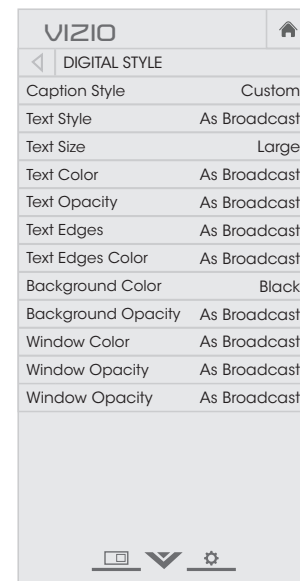 VIZIO
DIGITAL STYLE
Caption Style Custom
Text Style As Broadcast
Text Size Large
Text Color As Broadcast
Text Opacity As Broadcast
Text Edges As Broadcast
Text Edges Color As Broadcast
Background Color Black
Background Opacity As Broadcast
Window Color As Broadcast
Window Opacity As Broadcast
Window Opacity As Broadcast